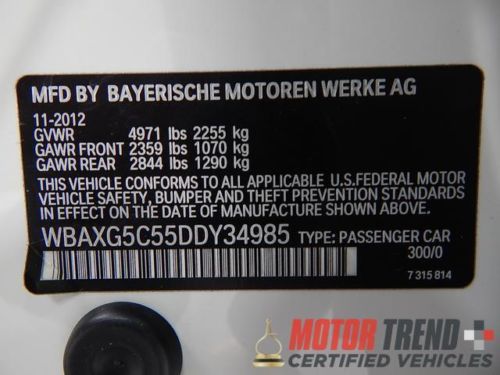 MFD BY BAYERISCHE MOTOREN WERKE AG
11-2012
GVWR 4971 lbs 2255 kg
GAWR FRONT 2359 lbs 1070 kg
GAWR REAR 2844 lbs 1290 kg
THIS VEHICLE CONFORMS TO ALL APPLICABLE U.S.FEDERAL MOTOR
VEHICLE SAFETY, BUMPER AND THEFT PREVENTION STANDARDS
IN EFFECT ON THE DATE OF MANUFACTURE SHOWN ABOVE.
WBAXG5C55DDY34985 TYPE: PASSENGER CAR
300/0
7 315 814
MOTOR TREND
CERTIFIED VEHICLES